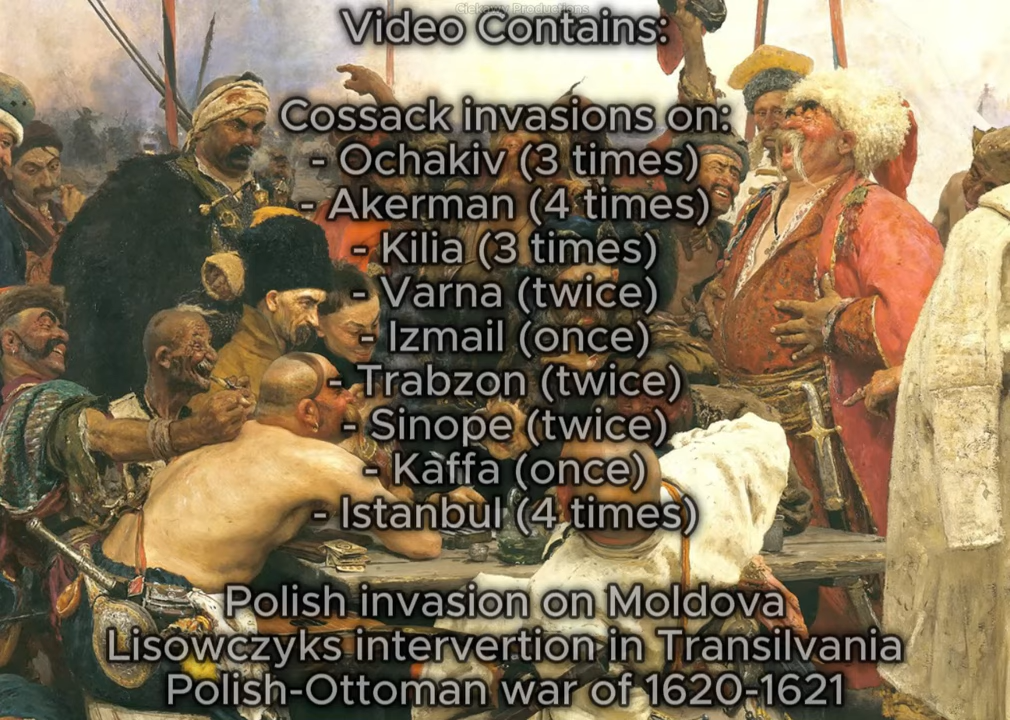 Ciekawy Productions
Video Contains:
Cossack invasions on:
- Ochakiv (3 times)
- Akerman (4 times)
- Kilia (3 times)
- Varna (twice)
- Izmail (once)
- Trabzon (twice)
- Sinope (twice)
- Kaffa (once)
- Istanbul (4 times)
Polish invasion on Moldova
Lisowczyks intervertion in Transilvania
Polish-Ottoman war of 1620-1621